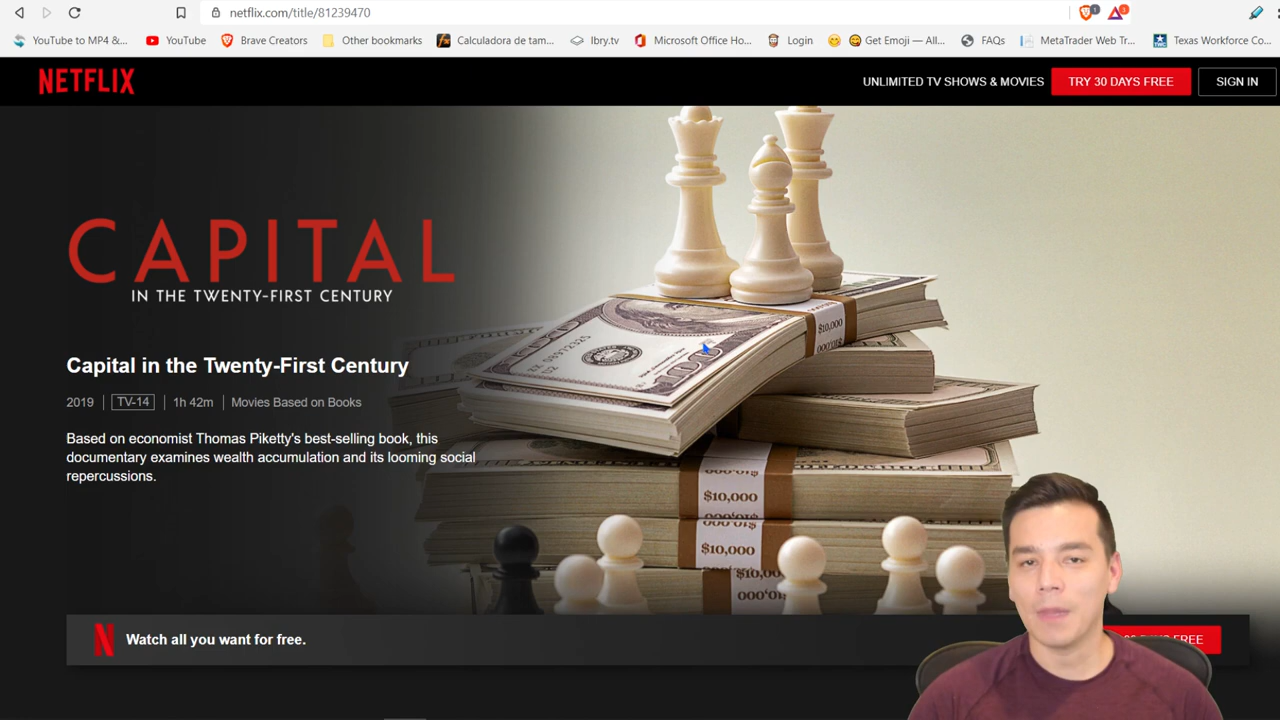 netflix.com/title/81239470
1
3
YouTube to MP4 &...
YouTube
Brave Creators
Other bookmarks
Calculadora de tam...
lbry.tv
Microsoft Office Ho...
Login
Get Emoji — All...
FAQs
MetaTrader Web Tr...
Texas Workforce Co...
NETFLIX
UNLIMITED TV SHOWS & MOVIES
TRY 30 DAYS FREE
SIGN IN
CAPITAL
IN THE TWENTY-FIRST CENTURY
Capital in the Twenty-First Century
2019
TV-14
1h 42m
Movies Based on Books
Based on economist Thomas Piketty's best-selling book, this
documentary examines wealth accumulation and its looming social
repercussions.
$10,000
100
$10,000
$10,000
$10,000
N
Watch all you want for free.
FREE